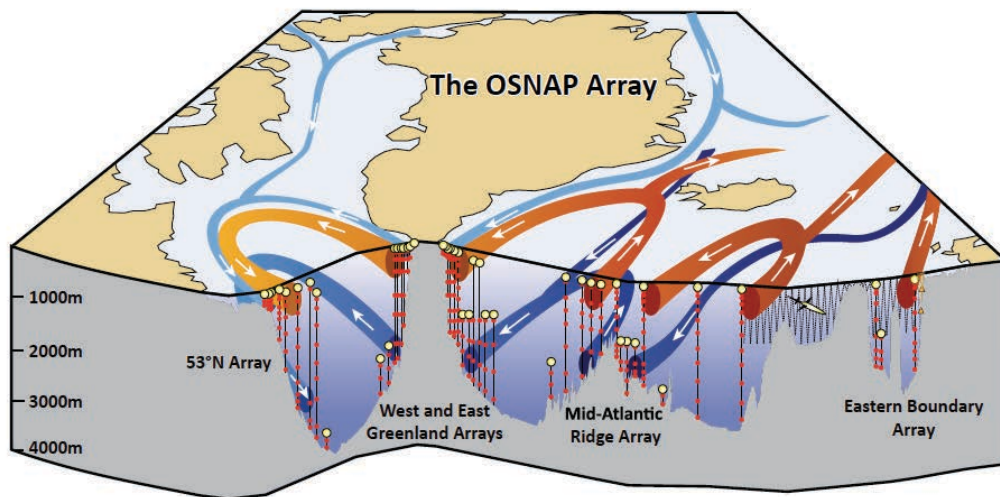 The OSNAP Array
1000m
2000m
3000m
4000m
53°N Array
West and East
Greenland Arrays
Mid-Atlantic
Ridge Array
Eastern Boundary
Array